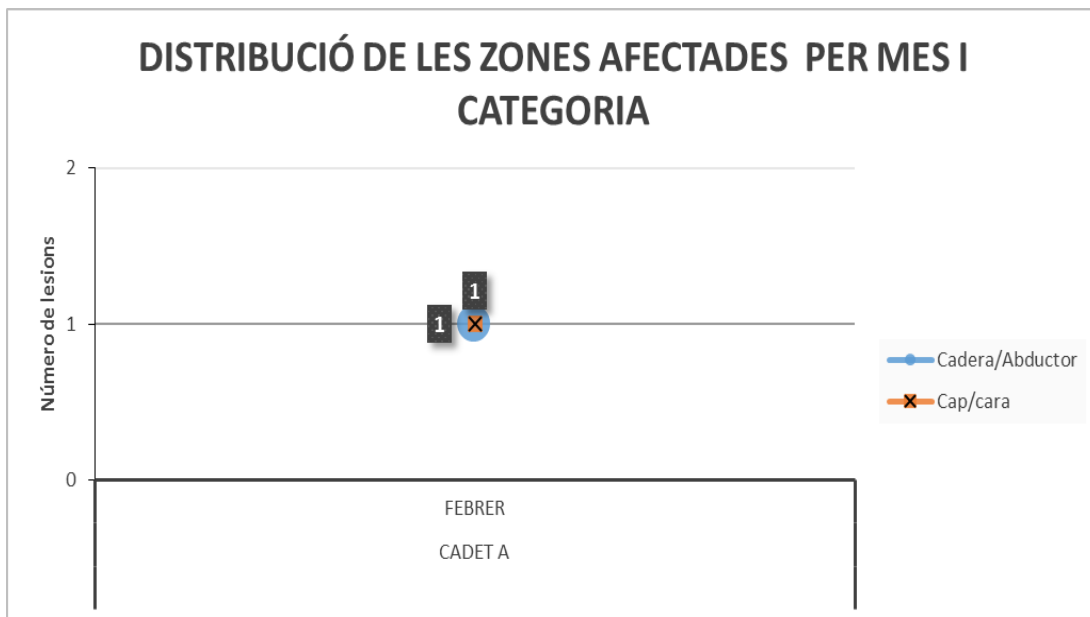 DISTRIBUCIÓ DE LES ZONES AFECTADES PER MES I
CATEGORIA
Número de lesions
2
1
0
1
1
FEBRER
CADET A
Cadera/Abductor
Cap/cara